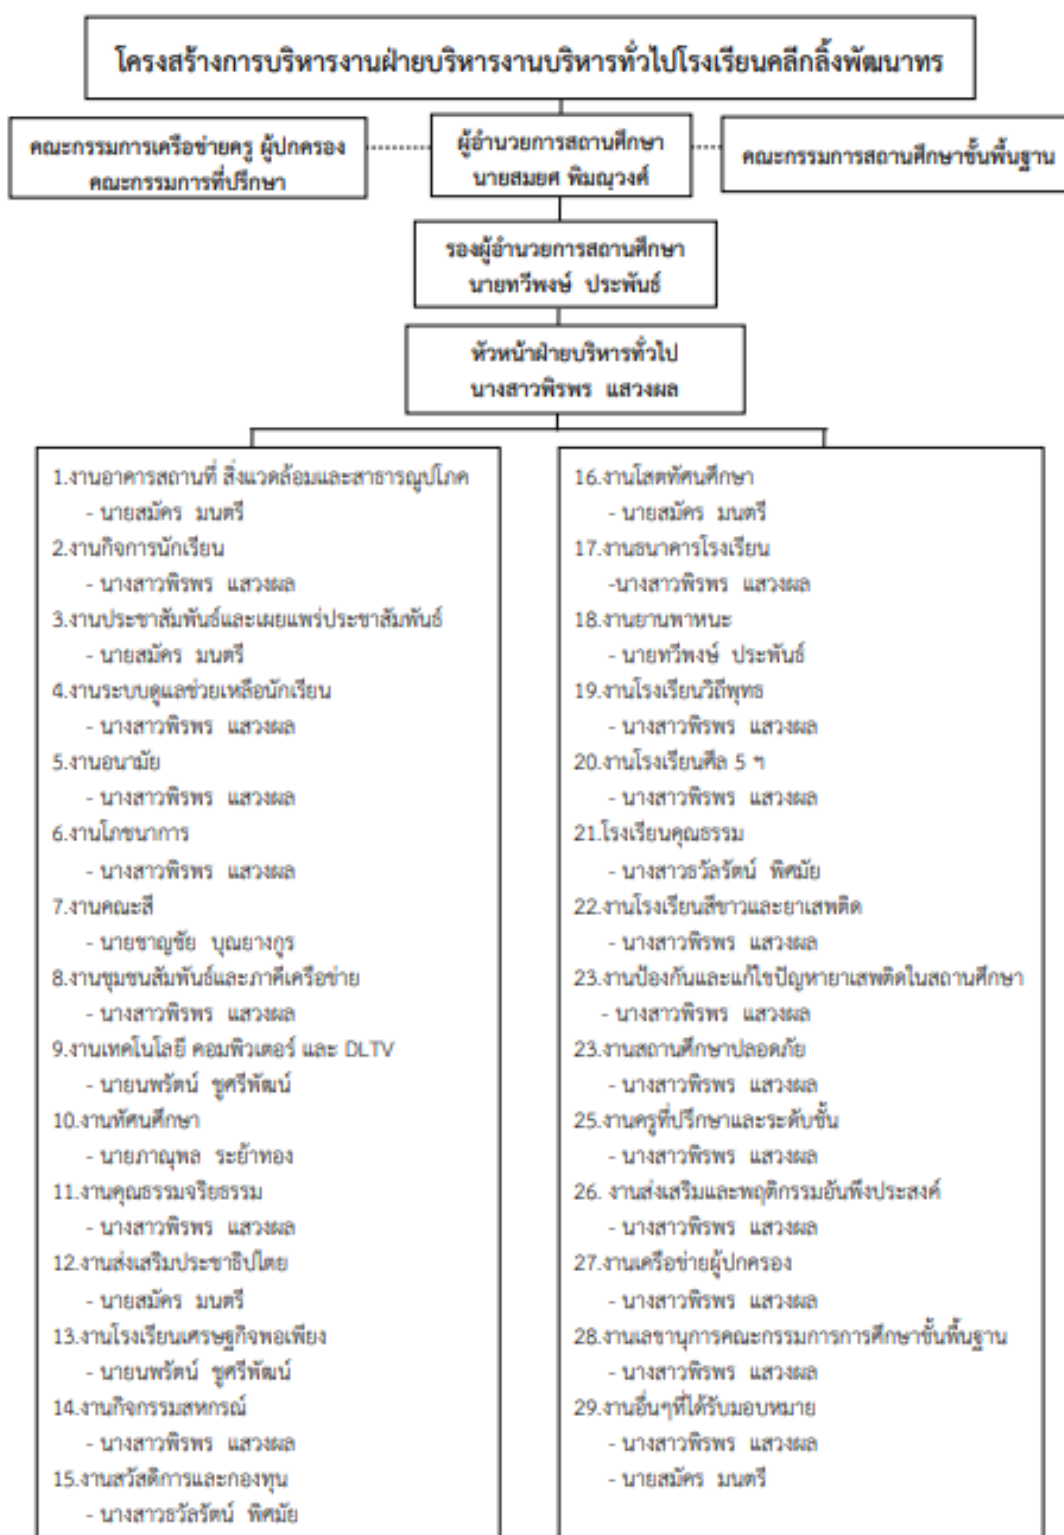 โครงสร้างการบริหารงานฝ่ายบริหารงานบริหารทั่วไปโรงเรียนคลีกลิ้งพัฒนาทร
คณะกรรมการเครือข่ายครู ผู้ปกครอง
คณะกรรมการที่ปรึกษา
ผู้อำนวยการสถานศึกษา
นายสมยศ พิมณุวงศ์
คณะกรรมการสถานศึกษาขั้นพื้นฐาน
รองผู้อำนวยการสถานศึกษา
นายทวีพงษ์ ประพันธ์
หัวหน้าฝ่ายบริหารทั่วไป
นางสาวพิรพร แสวงผล
1.งานอาคารสถานที่ สิ่งแวดล้อมและสาธารณูปโภค
- นายสมัคร มนตรี
2.งานกิจการนักเรียน
- นางสาวพิรพร แสวงผล
3.งานประชาสัมพันธ์และเผยแพร่ประชาสัมพันธ์
- นายสมัคร มนตรี
4.งานระบบดูแลช่วยเหลือนักเรียน
- นางสาวพิรพร แสวงผล
5.งานอนามัย
- นางสาวพิรพร แสวงผล
6.งานโภชนาการ
- นางสาวพิรพร แสวงผล
7.งานคณะสี
- นายชาญชัย บุณยางกูร
8.งานชุมชนสัมพันธ์และภาคีเครือข่าย
- นางสาวพิรพร แสวงผล
9.งานเทคโนโลยี คอมพิวเตอร์ และ DLTV
- นายนพรัตน์ ชูศรีพัฒน์
10.งานทัศนศึกษา
- นายภาณุพล ระย้าทอง
11.งานคุณธรรมจริยธรรม
- นางสาวพิรพร แสวงผล
12.งานส่งเสริมประชาธิปไตย
- นายสมัคร มนตรี
13.งานโรงเรียนเศรษฐกิจพอเพียง
- นายนพรัตน์ ชูศรีพัฒน์
14.งานกิจกรรมสหกรณ์
- นางสาวพิรพร แสวงผล
15.งานสวัสดิการและกองทุน
- นางสาวธวัลรัตน์ พิศมัย
16.งานโสตทัศนศึกษา
- นายสมัคร มนตรี
17.งานธนาคารโรงเรียน
-นางสาวพิรพร แสวงผล
18.งานยานพาหนะ
- นายทวีพงษ์ ประพันธ์
19.งานโรงเรียนวิถีพุทธ
- นางสาวพิรพร แสวงผล
20.งานโรงเรียนศีล 5 ฯ
- นางสาวพิรพร แสวงผล
21.โรงเรียนคุณธรรม
- นางสาวธวัลรัตน์ พิศมัย
22.งานโรงเรียนสีขาวและยาเสพติด
- นางสาวพิรพร แสวงผล
23.งานป้องกันและแก้ไขปัญหายาเสพติดในสถานศึกษา
- นางสาวพิรพร แสวงผล
23.งานสถานศึกษาปลอดภัย
- นางสาวพิรพร แสวงผล
25.งานครูที่ปรึกษาและระดับชั้น
- นางสาวพิรพร แสวงผล
26. งานส่งเสริมและพฤติกรรมอันพึงประสงค์
- นางสาวพิรพร แสวงผล
27.งานเครือข่ายผู้ปกครอง
- นางสาวพิรพร แสวงผล
28.งานเลขานุการคณะกรรมการการศึกษาขั้นพื้นฐาน
- นางสาวพิรพร แสวงผล
29.งานอื่นๆที่ได้รับมอบหมาย
- นางสาวพิรพร แสวงผล
- นายสมัคร มนตรี